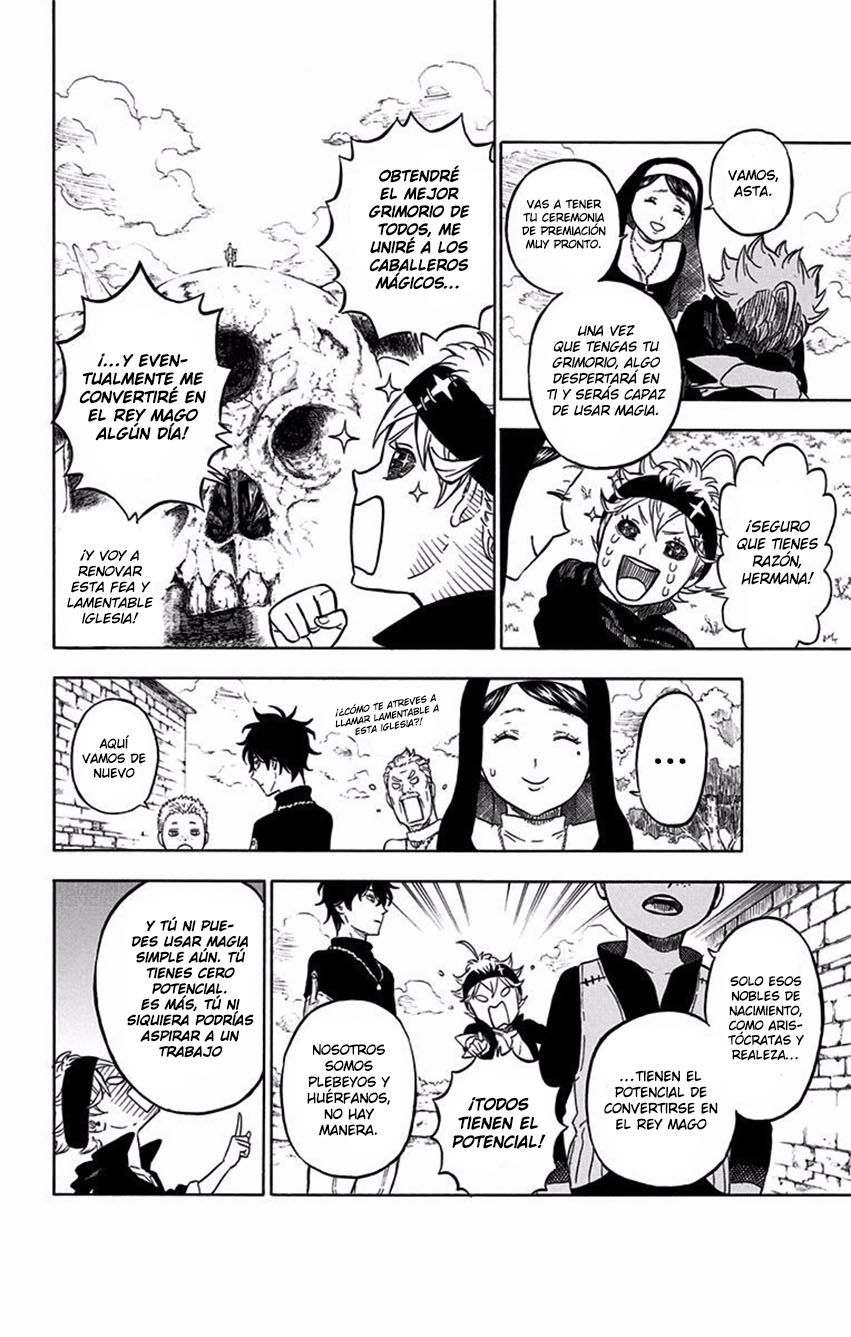 VAMOS,
ASTA.
VAS A TENER
TU CEREMONIA
DE PREMIACIÓN
MUY PRONTO.
UNA VEZ
QUE TENGAS TU
GRIMORIO, ALGO
DESPERTARÁ EN
TI Y SERÁS CAPAZ
DE USAR MAGIA.
¡SEGURO
QUE TIENES
RAZÓN,
HERMANA!
OBTENDRÉ
EL MEJOR
GRIMORIO DE
TODOS, ME
UNIRÉ A LOS
CABALLEROS
MÁGICOS...
¡...Y EVEN-
TUALMENTE ME
CONVERTIRÉ EN
EL REY MAGO
ALGÚN DÍA!
¡Y VOY A
RENOVAR
ESTA FEA Y
LAMENTABLE
IGLESIA!
...
¡¿CÓMO TE ATREVES A
LLAMAR LAMENTABLE A
ESTA IGLESIA?!
AQUÍ
VAMOS DE
NUEVO
SOLO ESOS
NOBLES DE
NACIMIENTO,
COMO ARIS-
TÓCRATAS Y
REALEZA...
...TIENEN EL
POTENCIAL DE
CONVERTIRSE EN
EL REY MAGO
¡TODOS
TIENEN EL
POTENCIAL!
NOSOTROS
SOMOS
PLEBEYOS Y
HUÉRFANOS,
NO HAY
MANERA.
Y TÚ NI PUE-
DES USAR MAGIA
SIMPLE AÚN. TÚ
TIENES CERO
POTENCIAL.
ES MÁS, TÚ NI
SIQUIERA PODRÍAS
ASPIRAR A UN
TRABAJO